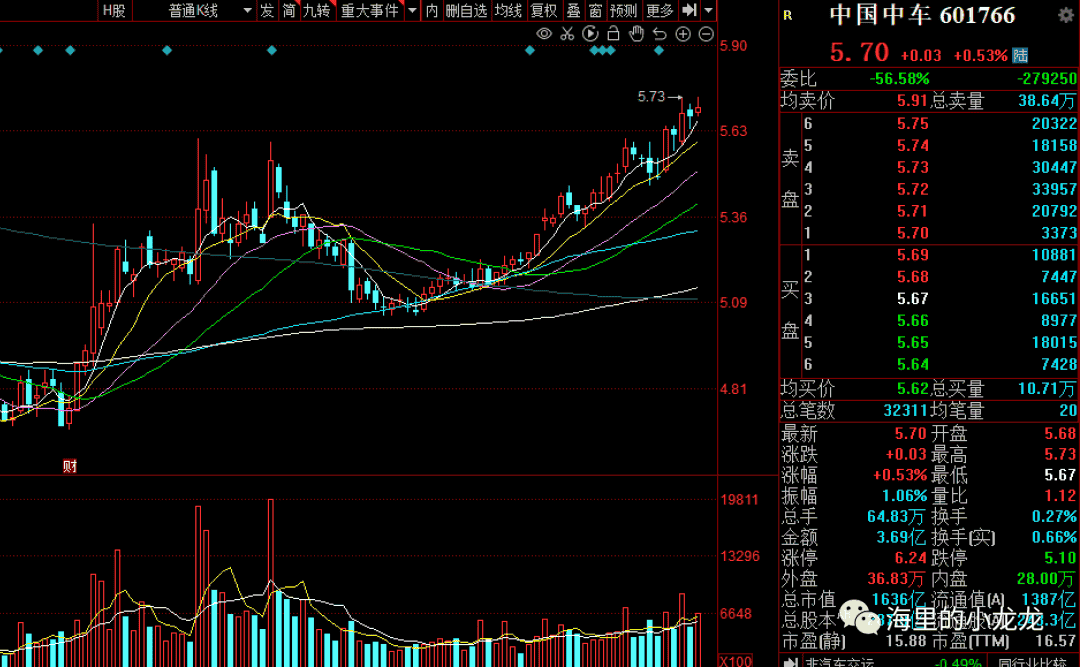 H股 普通K线 发 简 九转 重大事件 内 删自选 均线 复权 叠 窗 预测 更多
R 中国中车 601766
5.70 +0.03 +0.53% 陆
委比 -56.58% -279250
均卖价 5.91 总卖量 38.64万
卖盘
6 5.75 20322
5 5.74 18158
4 5.73 30447
3 5.72 33957
2 5.71 20792
1 5.70 3373
买盘
1 5.69 10881
2 5.68 7447
3 5.67 16651
4 5.66 8977
5 5.65 18015
6 5.64 7428
均买价 5.62 总买量 10.71万
总笔数 32311 均笔量 20
最新 5.70 开盘 5.68
涨跌 +0.03 最高 5.73
涨幅 +0.53% 最低 5.67
振幅 1.06% 量比 1.12
总手 64.83万 换手 0.27%
金额 3.69亿 换手(实) 0.66%
涨停 6.24 跌停 5.10
外盘 36.83万 内盘 28.00万
总市值 1636亿 流通值(A) 1387亿
总股本
市盈(静) 15.88 市盈(TTM) 16.57
非汽车交运 -0.49% 同行业比较
海里的小龙龙
5.90
5.73
5.63
5.36
5.09
4.81
财
19811
13296
6648
X100